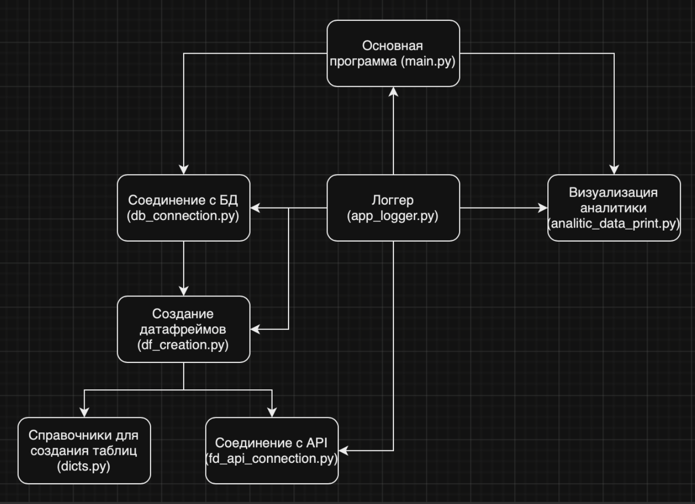 Основная
программа (main.py)
Соединение с БД
(db_connection.py)
Логгер
(app_logger.py)
Визуализация
аналитики
(analitic_data_print.py)
Создание
датафреймов
(df_creation.py)
Справочники для
создания таблиц
(dicts.py)
Соединение с API
(fd_api_connection.py)